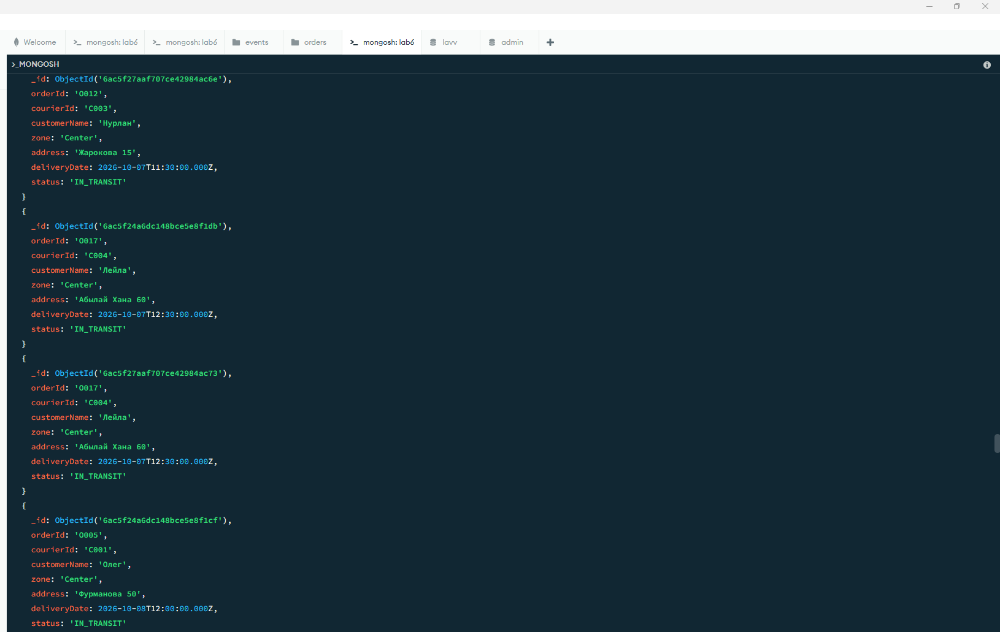 Welcome
mongosh: lab6
mongosh: lab6
events
orders
mongosh: lab6
lavv
admin
>_MONGOSH
_id: ObjectId('6ac5f27aaf707ce42984ac6e'),
orderId: 'O012',
courierId: 'C003',
customerName: 'Нурлан',
zone: 'Center',
address: 'Жарокова 15',
deliveryDate: 2026-10-07T11:30:00.000Z,
status: 'IN_TRANSIT'
}
{
_id: ObjectId('6ac5f24a6dc148bce5e8f1db'),
orderId: 'O017',
courierId: 'C004',
customerName: 'Лейла',
zone: 'Center',
address: 'Абылай Хана 60',
deliveryDate: 2026-10-07T12:30:00.000Z,
status: 'IN_TRANSIT'
}
{
_id: ObjectId('6ac5f27aaf707ce42984ac73'),
orderId: 'O017',
courierId: 'C004',
customerName: 'Лейла',
zone: 'Center',
address: 'Абылай Хана 60',
deliveryDate: 2026-10-07T12:30:00.000Z,
status: 'IN_TRANSIT'
}
{
_id: ObjectId('6ac5f24a6dc148bce5e8f1cf'),
orderId: 'O005',
courierId: 'C001',
customerName: 'Олег',
zone: 'Center',
address: 'Фурманова 50',
deliveryDate: 2026-10-08T12:00:00.000Z,
status: 'IN_TRANSIT'